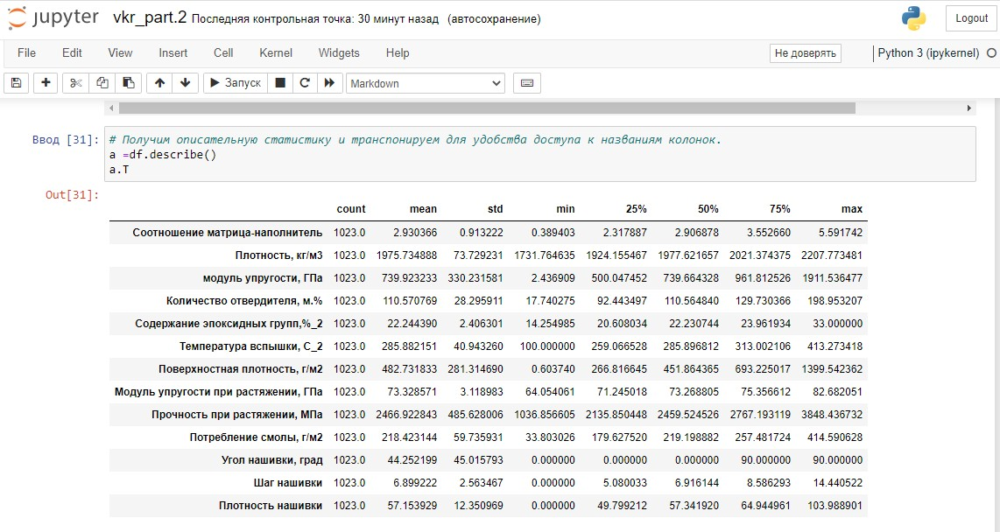 jupyter vkr_part.2 Последняя контрольная точка: 30 минут назад (автосохранение) Logout
File Edit View Insert Cell Kernel Widgets Help Не доверять Python 3 (ipykernel)
Запуск Markdown
Ввод [31]: # Получим описательную статистику и транспонируем для удобства доступа к названиям колонок.
a =df.describe()
a.T
Out[31]:
count mean std min 25% 50% 75% max
Соотношение матрица-наполнитель 1023.0 2.930366 0.913222 0.389403 2.317887 2.906878 3.552660 5.591742
Плотность, кг/м3 1023.0 1975.734888 73.729231 1731.764635 1924.155467 1977.621657 2021.374375 2207.773481
модуль упругости, ГПа 1023.0 739.923233 330.231581 2.436909 500.047452 739.664328 961.812526 1911.536477
Количество отвердителя, м.% 1023.0 110.570769 28.295911 17.740275 92.443497 110.564840 129.730366 198.953207
Содержание эпоксидных групп,%_2 1023.0 22.244390 2.406301 14.254985 20.608034 22.230744 23.961934 33.000000
Температура вспышки, С_2 1023.0 285.882151 40.943260 100.000000 259.066528 285.896812 313.002106 413.273418
Поверхностная плотность, г/м2 1023.0 482.731833 281.314690 0.603740 266.816645 451.864365 693.225017 1399.542362
Модуль упругости при растяжении, ГПа 1023.0 73.328571 3.118983 64.054061 71.245018 73.268805 75.356612 82.682051
Прочность при растяжении, МПа 1023.0 2466.922843 485.628006 1036.856605 2135.850448 2459.524526 2767.193119 3848.436732
Потребление смолы, г/м2 1023.0 218.423144 59.735931 33.803026 179.627520 219.198882 257.481724 414.590628
Угол нашивки, град 1023.0 44.252199 45.015793 0.000000 0.000000 0.000000 90.000000 90.000000
Шаг нашивки 1023.0 6.899222 2.563467 0.000000 5.080033 6.916144 8.586293 14.440522
Плотность нашивки 1023.0 57.153929 12.350969 0.000000 49.799212 57.341920 64.944961 103.988901